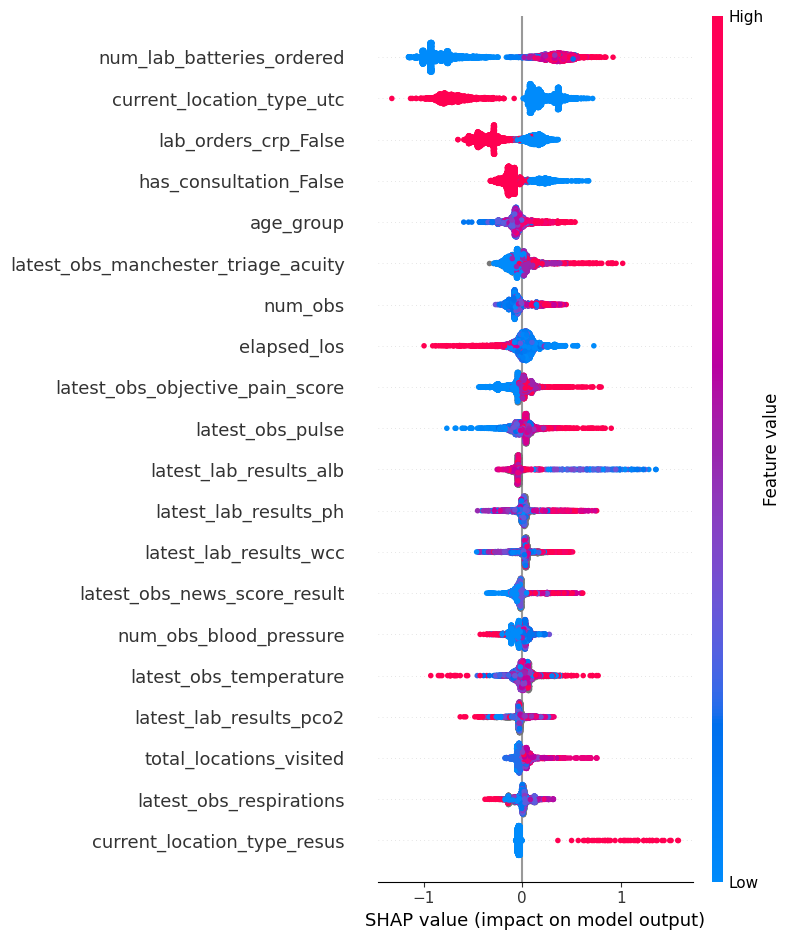 High
num_lab_batteries_ordered
current_location_type_utc
lab_orders_crp_False
has_consultation_False
age_group
latest_obs_manchester_triage_acuity
num_obs
elapsed_los
latest_obs_objective_pain_score
latest_obs_pulse
latest_lab_results_alb
latest_lab_results_ph
latest_lab_results_wcc
latest_obs_news_score_result
num_obs_blood_pressure
latest_obs_temperature
latest_lab_results_pco2
total_locations_visited
latest_obs_respirations
current_location_type_resus
Feature value
Low
−1 0 1
SHAP value (impact on model output)